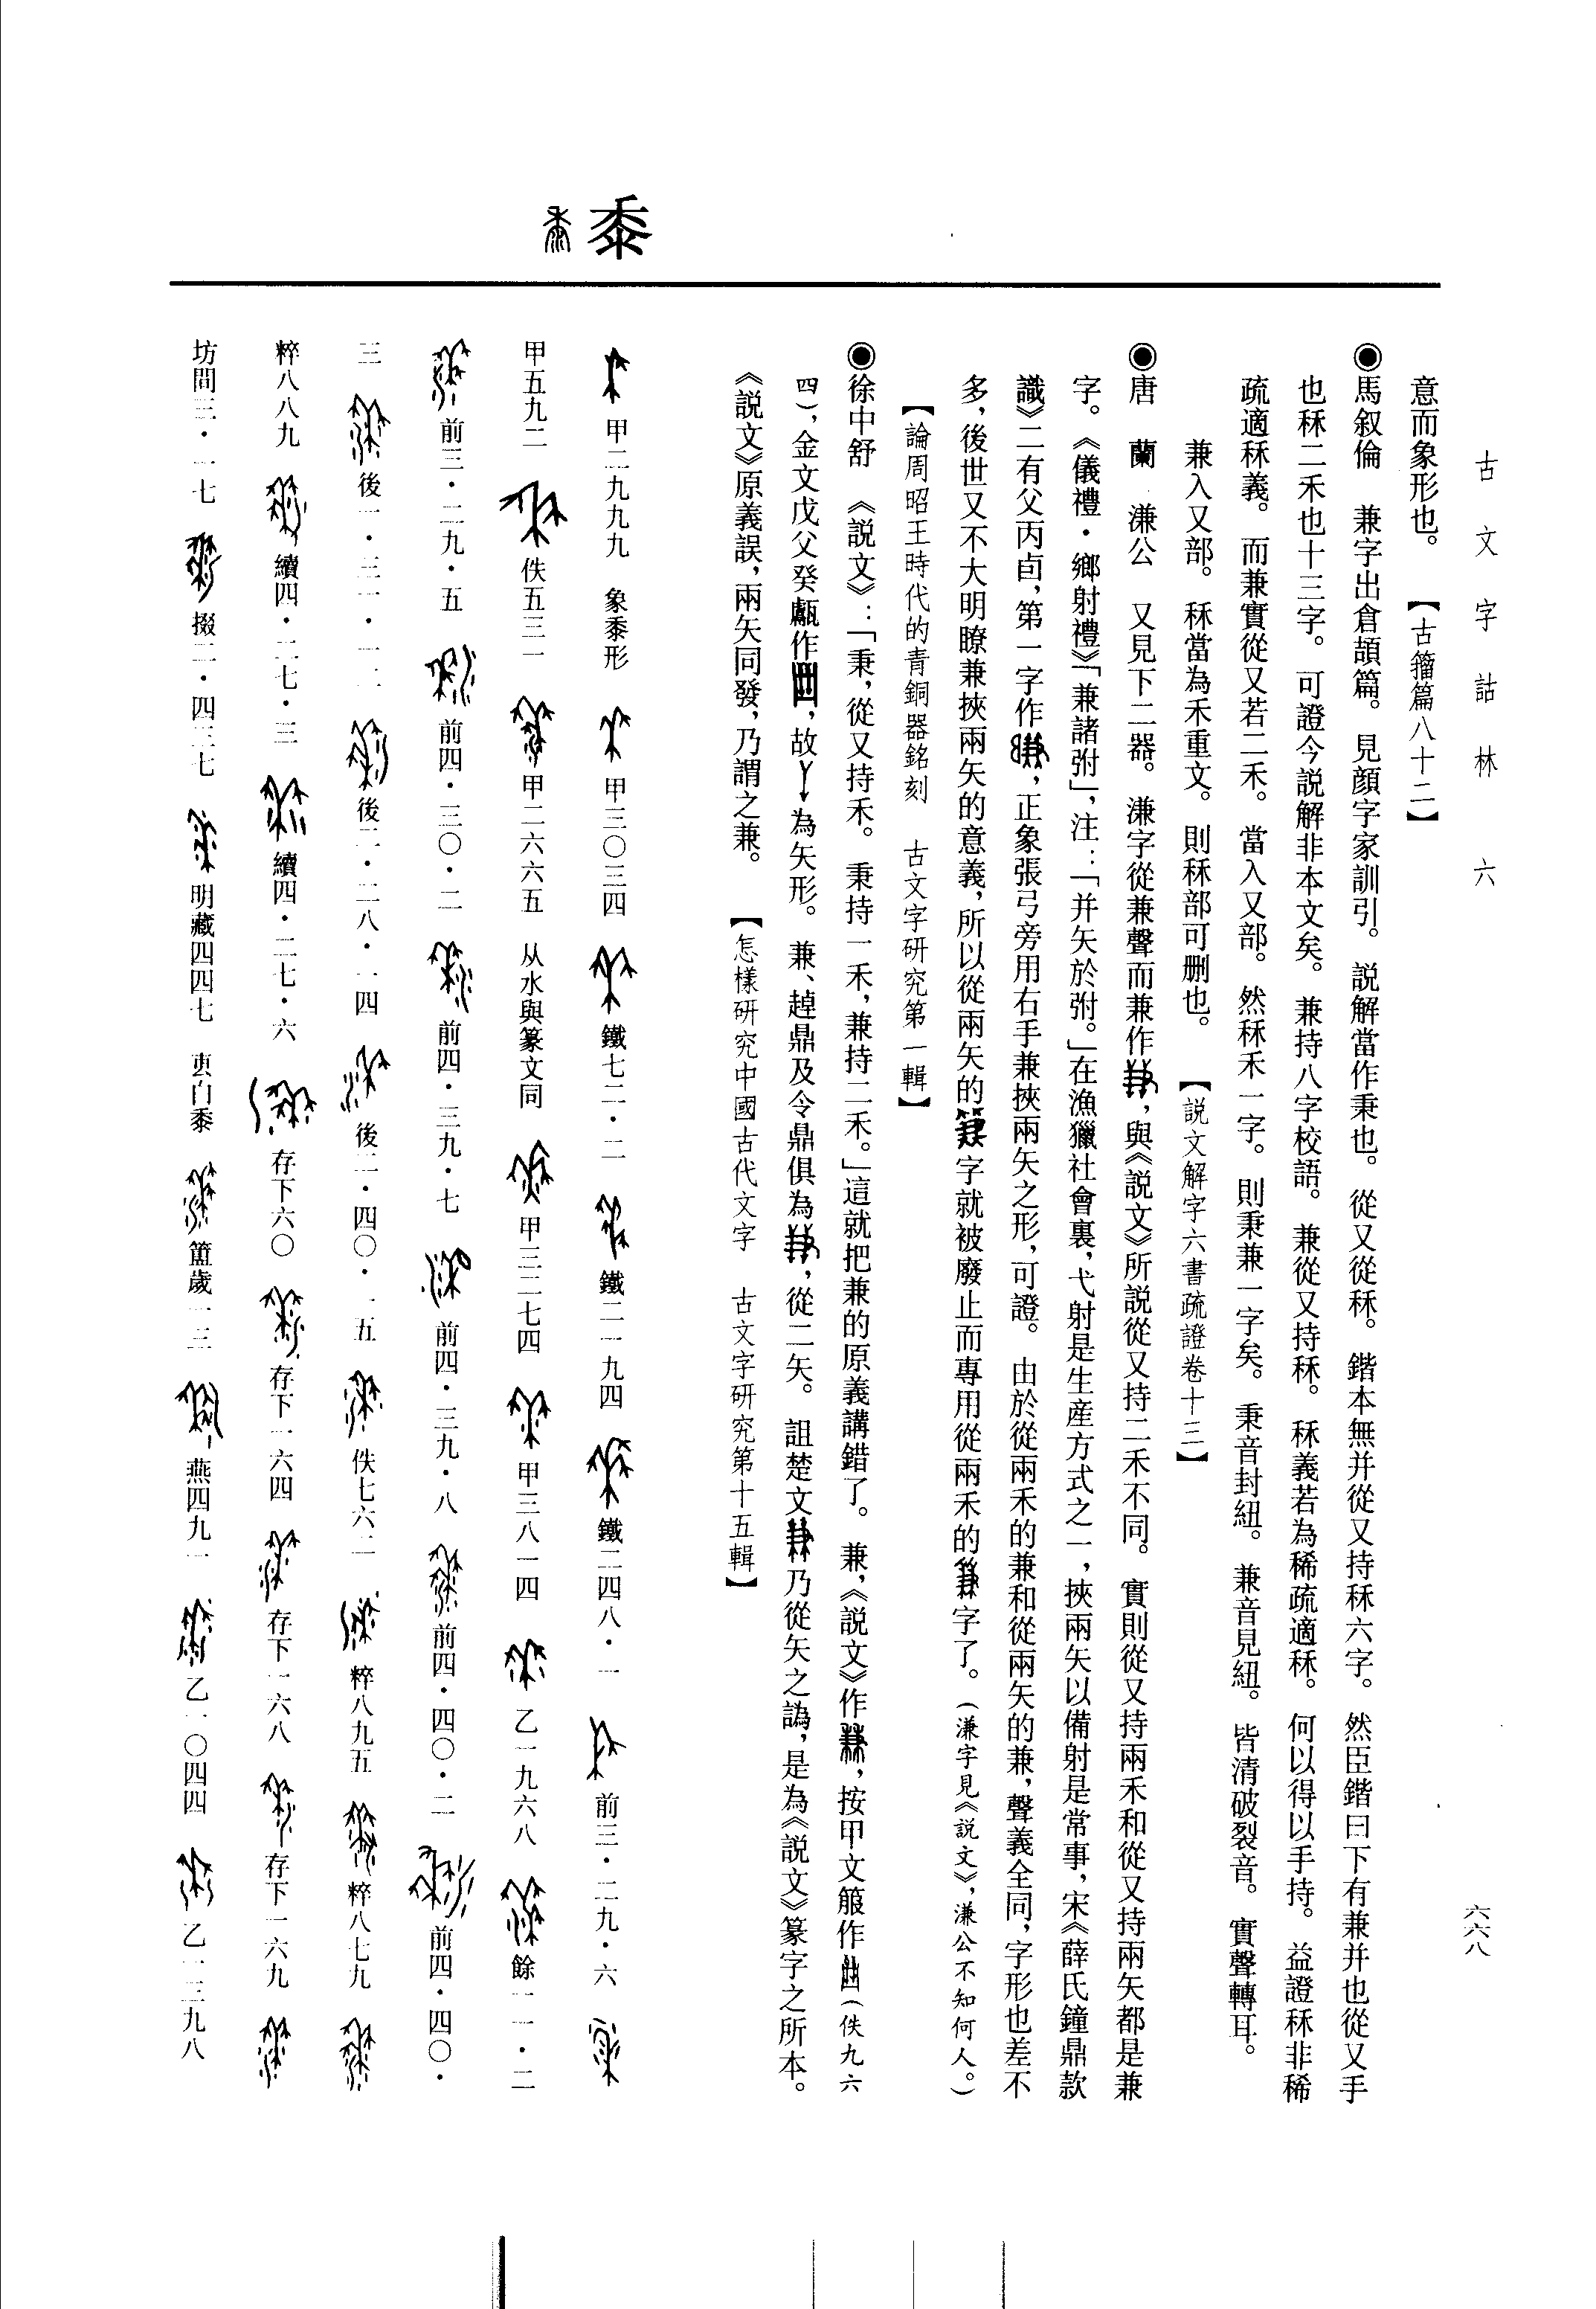 古文字詁林 六
六六八
黍
意而象形也。 【古籀篇八十二】
◉馬叙倫 兼字出倉頡篇。見顔字家訓引。説解當作秉也。從又從秝。鍇本無并從又持秝六字。然臣鍇曰下有兼并也從又手
也秝二禾也十三字。可證今説解非本文矣。兼持八字校語。兼從又持秝。秝義若為稀疏適秝。何以得以手持。益證秝非稀
疏適秝義。而兼實從又若二禾。當入又部。然秝禾一字。則秉兼一字矣。秉音封紐。兼音見紐。皆清破裂音。實聲轉耳。
兼入又部。秝當為禾重文。則秝部可删也。 【説文解字六書疏證卷十三】
◉唐 蘭 溓公 又見下二器。溓字從兼聲而兼作,與《説文》所説從又持二禾不同。實則從又持兩禾和從又持兩矢都是兼
字。《儀禮·鄉射禮》「兼諸弣」,注:「并矢於弣。」在漁獵社會裏,弋射是生産方式之一,挾兩矢以備射是常事,宋《薛氏鐘鼎款
識》二有父丙卣,第一字作,正象張弓旁用右手兼挾兩矢之形,可證。由於從兩禾的兼和從兩矢的兼,聲義全同,字形也差不
多,後世又不大明瞭兼挾兩矢的意義,所以從兩矢的字就被廢止而專用從兩禾的字了。(溓字見《説文》,溓公不知何人。)
【論周昭王時代的青銅器銘刻 古文字研究第一輯】
◉徐中舒 《説文》:「秉,從又持禾。秉持一禾,兼持二禾。」這就把兼的原義講錯了。兼,《説文》作,按甲文箙作(佚九六
四),金文戊父癸甗作,故為矢形。兼、趠鼎及令鼎俱為,從二矢。詛楚文乃從矢之譌,是為《説文》篆字之所本。
《説文》原義誤,兩矢同發,乃謂之兼。 【怎樣研究中國古代文字 古文字研究第十五輯】
甲二九九九 象黍形 甲三〇三四 鐵七二·二 鐵二一九四 鐵二四八·一 前三·二九·六
甲五九二 佚五三一 甲二六六五 从水與篆文同 甲三二七四 甲三八一四 乙一九六八 餘一一·二
前三·二九·五 前四·三〇·二 前四·三九·七 前四·三九·八 前四·四〇·二 前四·四〇·
三 後一·三一·一一 後二·二八·一四 後二·四〇·一五 佚七六二 粹八九五 粹八七九
粹八八九 續四·二七·三 續四·二七·六 存下六〇 存下一六四 存下一六八 存下一六九
坊間三·一七 掇二·四三七 明藏四四七 叀白黍 簠歲一三 燕四九一 乙一〇四四 乙一三九八